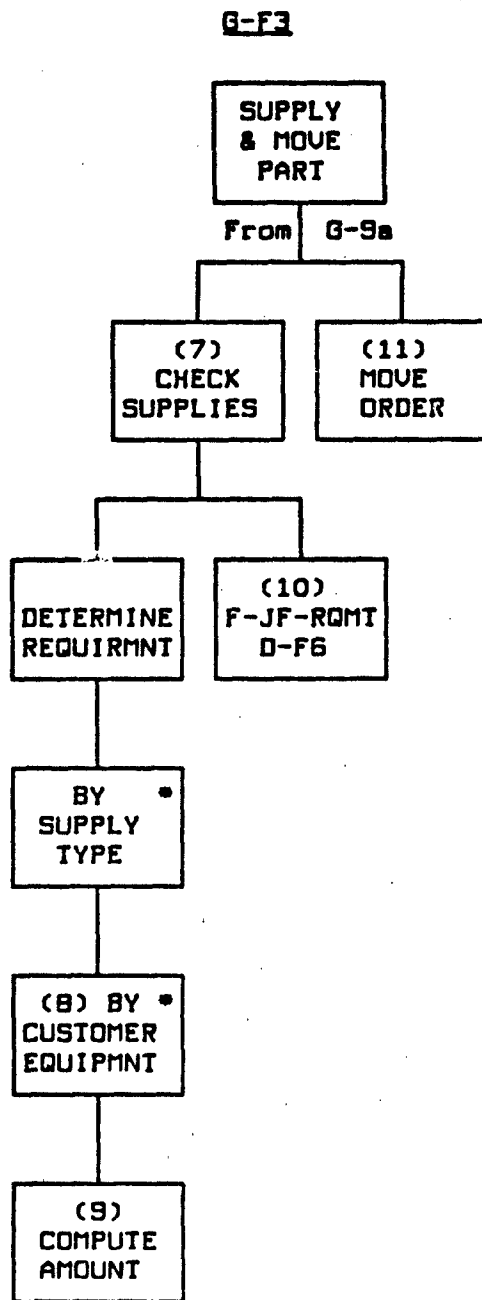 G-F3
SUPPLY
& MOVE
PART
From G-9a
(7)
CHECK
SUPPLIES
(11)
MOVE
ORDER
DETERMINE
REQUIRMNT
(10)
F-JF-RQMT
D-F6
BY *
SUPPLY
TYPE
(8) BY *
CUSTOMER
EQUIPMNT
(9)
COMPUTE
AMOUNT